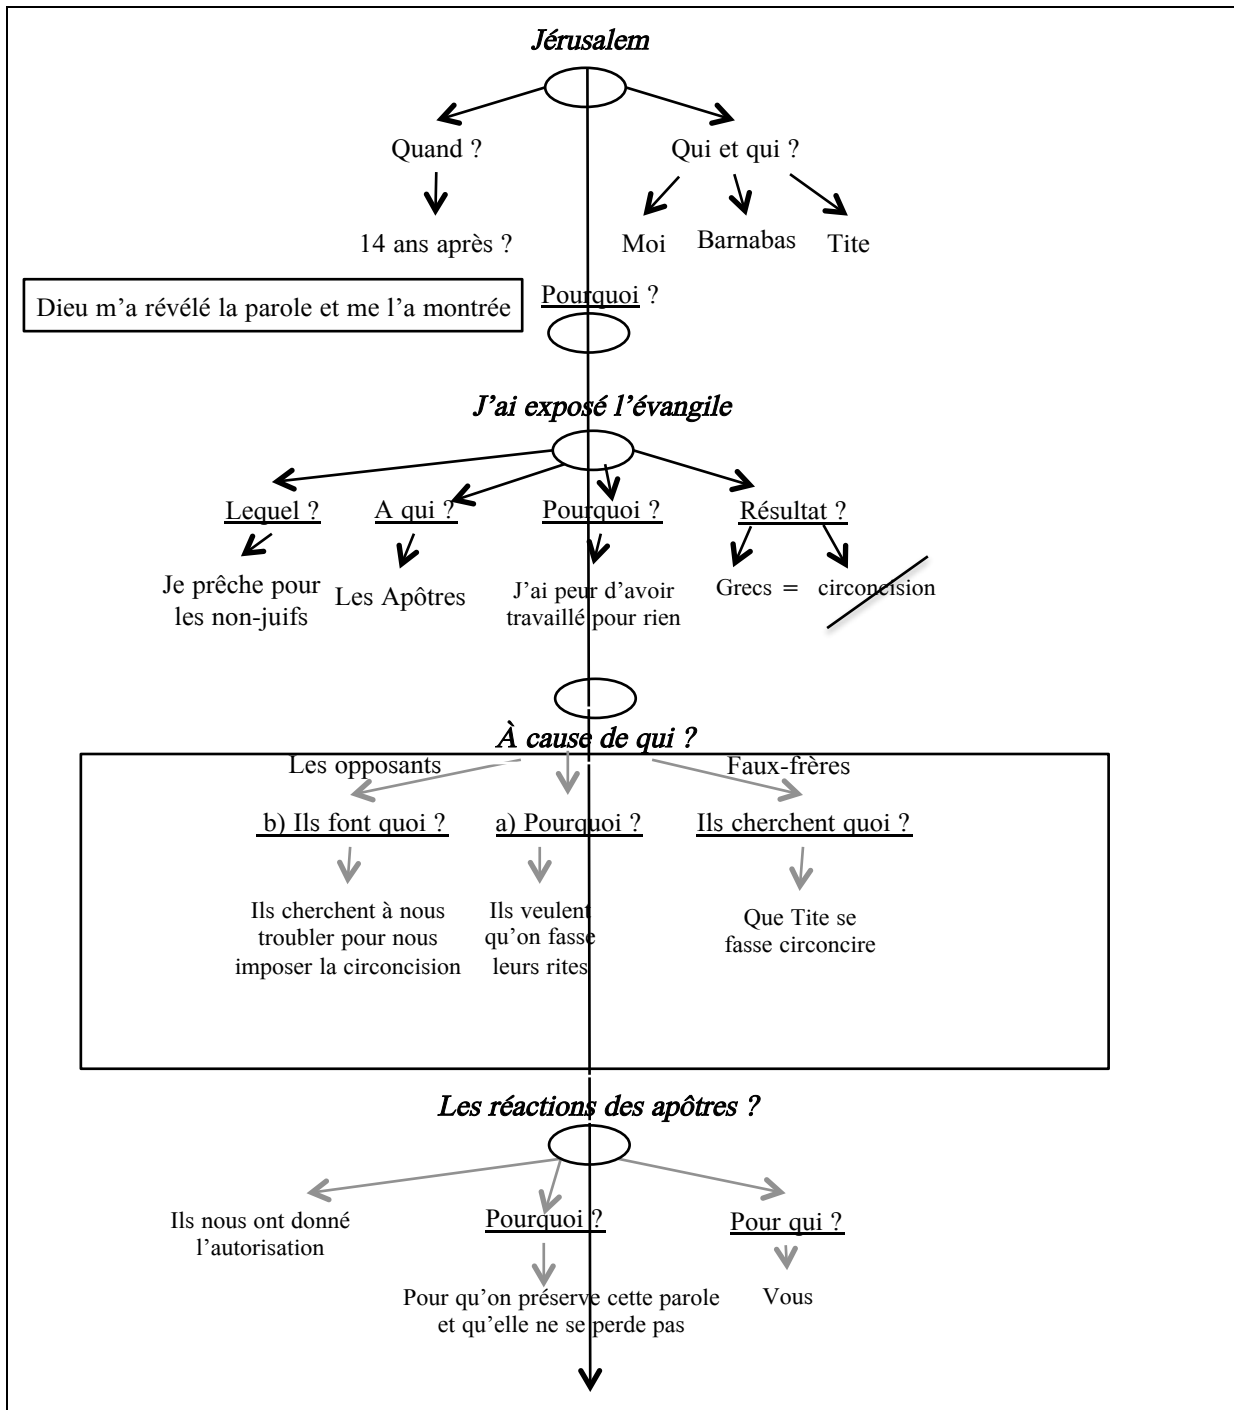 Jérusalem
Quand ?
Qui et qui ?
14 ans après ?
Moi
Barnabas
Tite
Dieu m’a révélé la parole et me l’a montrée
Pourquoi ?
J’ai exposé l’évangile
Lequel ?
A qui ?
Pourquoi ?
Résultat ?
Je prêche pour
les non-juifs
Les Apôtres
J’ai peur d’avoir
travaillé pour rien
Grecs = circoncision
À cause de qui ?
Les opposants
Faux-frères
b) Ils font quoi ?
a) Pourquoi ?
Ils cherchent quoi ?
Ils cherchent à nous
troubler pour nous
imposer la circoncision
Ils veulent
qu’on fasse
leurs rites
Que Tite se
fasse circoncire
Les réactions des apôtres ?
Ils nous ont donné
l’autorisation
Pourquoi ?
Pour qui ?
Pour qu’on préserve cette parole
et qu’elle ne se perde pas
Vous